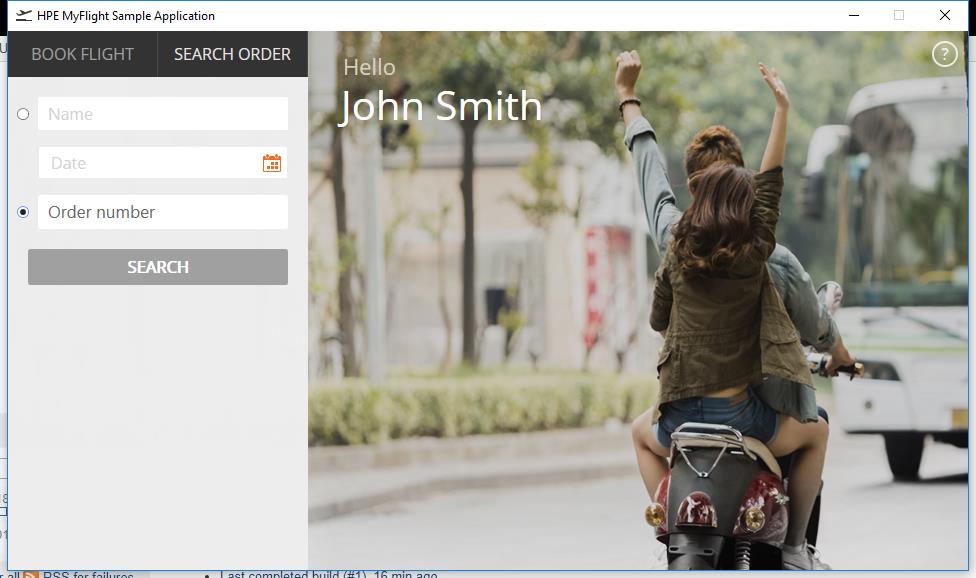 HPE MyFlight Sample Application
BOOK FLIGHT
SEARCH ORDER
Name
Date
Order number
SEARCH
Hello
John Smith
?
RSS for failures
Last completed build (#1), 16 min ago